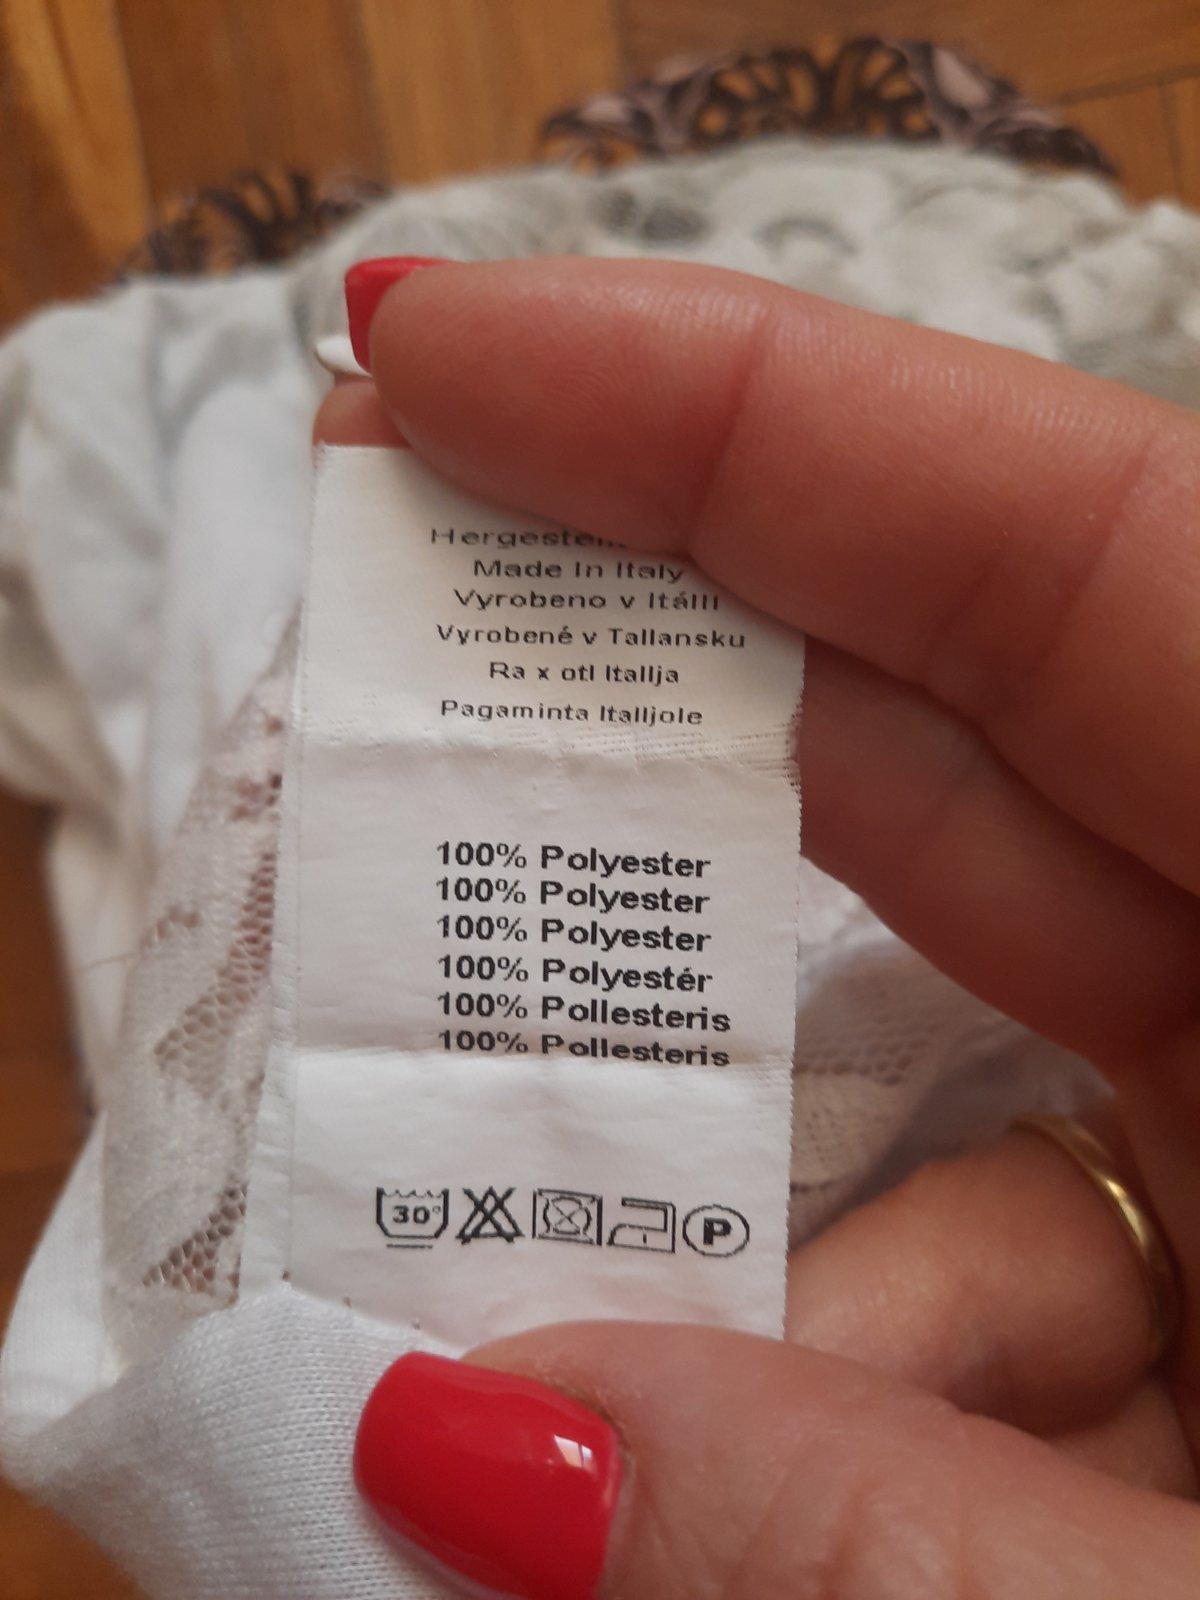 Made In Italy
Vyrobeno v Itálii
Vyrobené v Tallansku
Ra x otl Itallja
Pagaminta Italljole
100% Polyester
100% Polyester
100% Polyester
100% Polyestér
100% Pollesteris
100% Pollesteris
30°
P